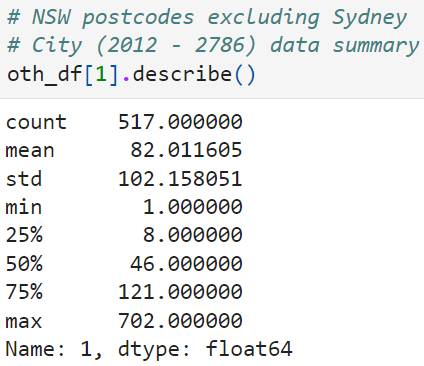 # NSW postcodes excluding Sydney
# City (2012 - 2786) data summary
oth_df[1].describe()
count 517.000000
mean 82.011605
std 102.158051
min 1.000000
25% 8.000000
50% 46.000000
75% 121.000000
max 702.000000
Name: 1, dtype: float64